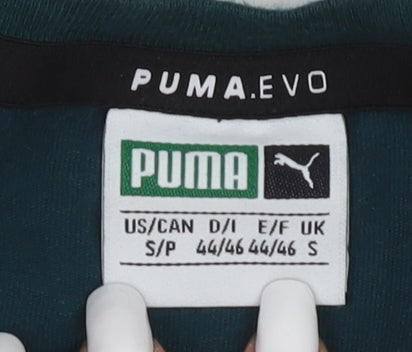 PUMA.EVO
PUMA
US/CAN D/I E/F UK
S/P 44/46 44/46 S